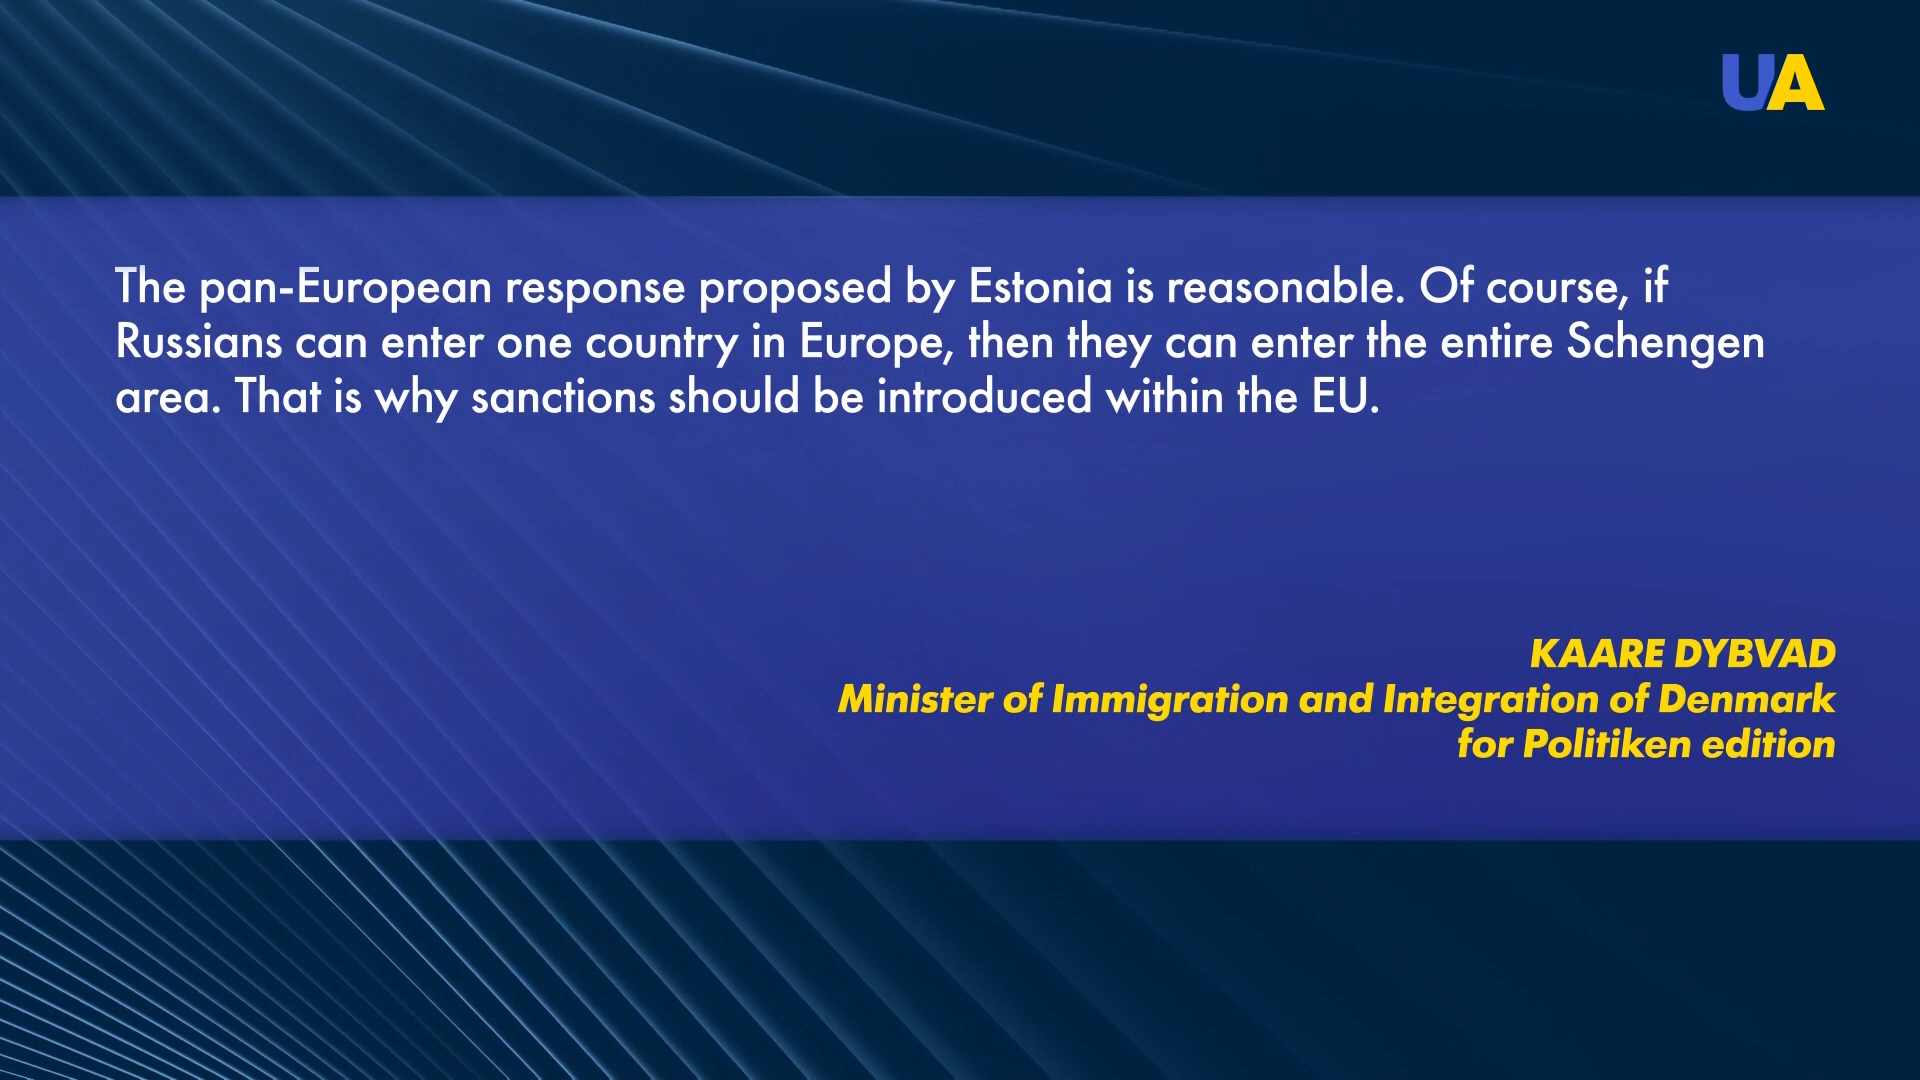 UA
The pan-European response proposed by Estonia is reasonable. Of course, if
Russians can enter one country in Europe, then they can enter the entire Schengen
area. That is why sanctions should be introduced within the EU.
KAARE DYBVAD
Minister of Immigration and Integration of Denmark
for Politiken edition